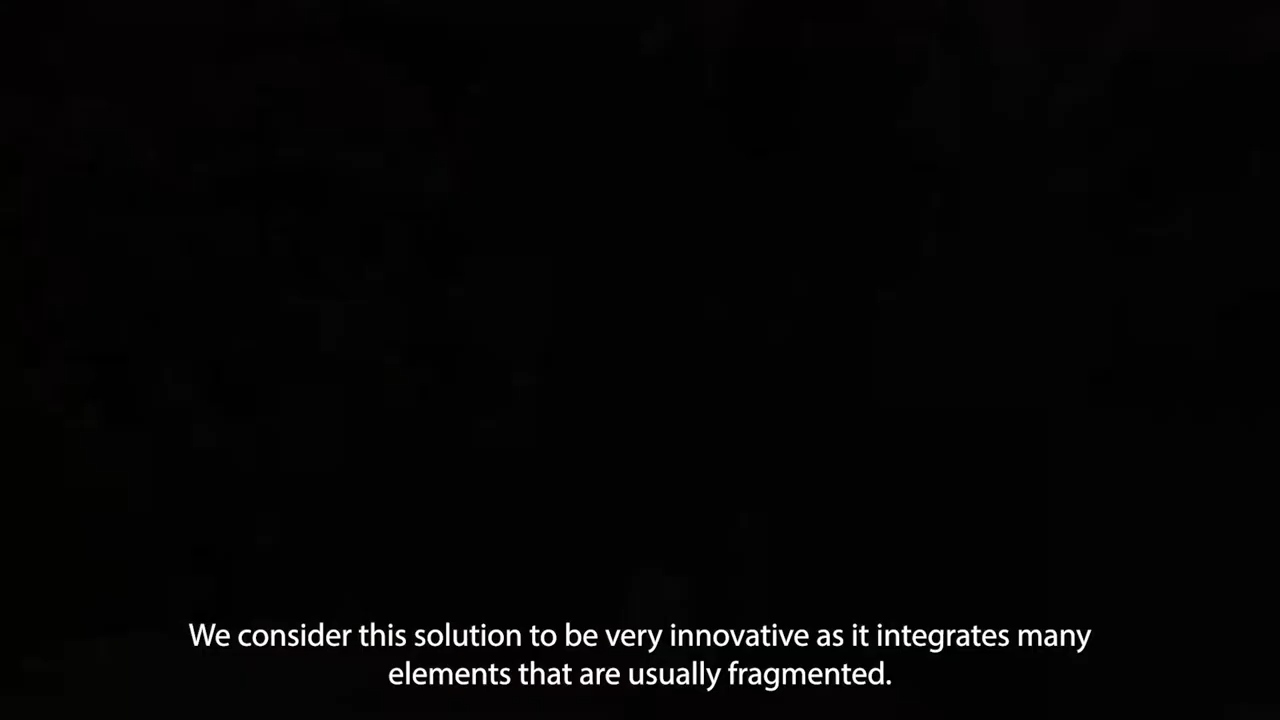 We consider this solution to be very innovative as it integrates many
elements that are usually fragmented.